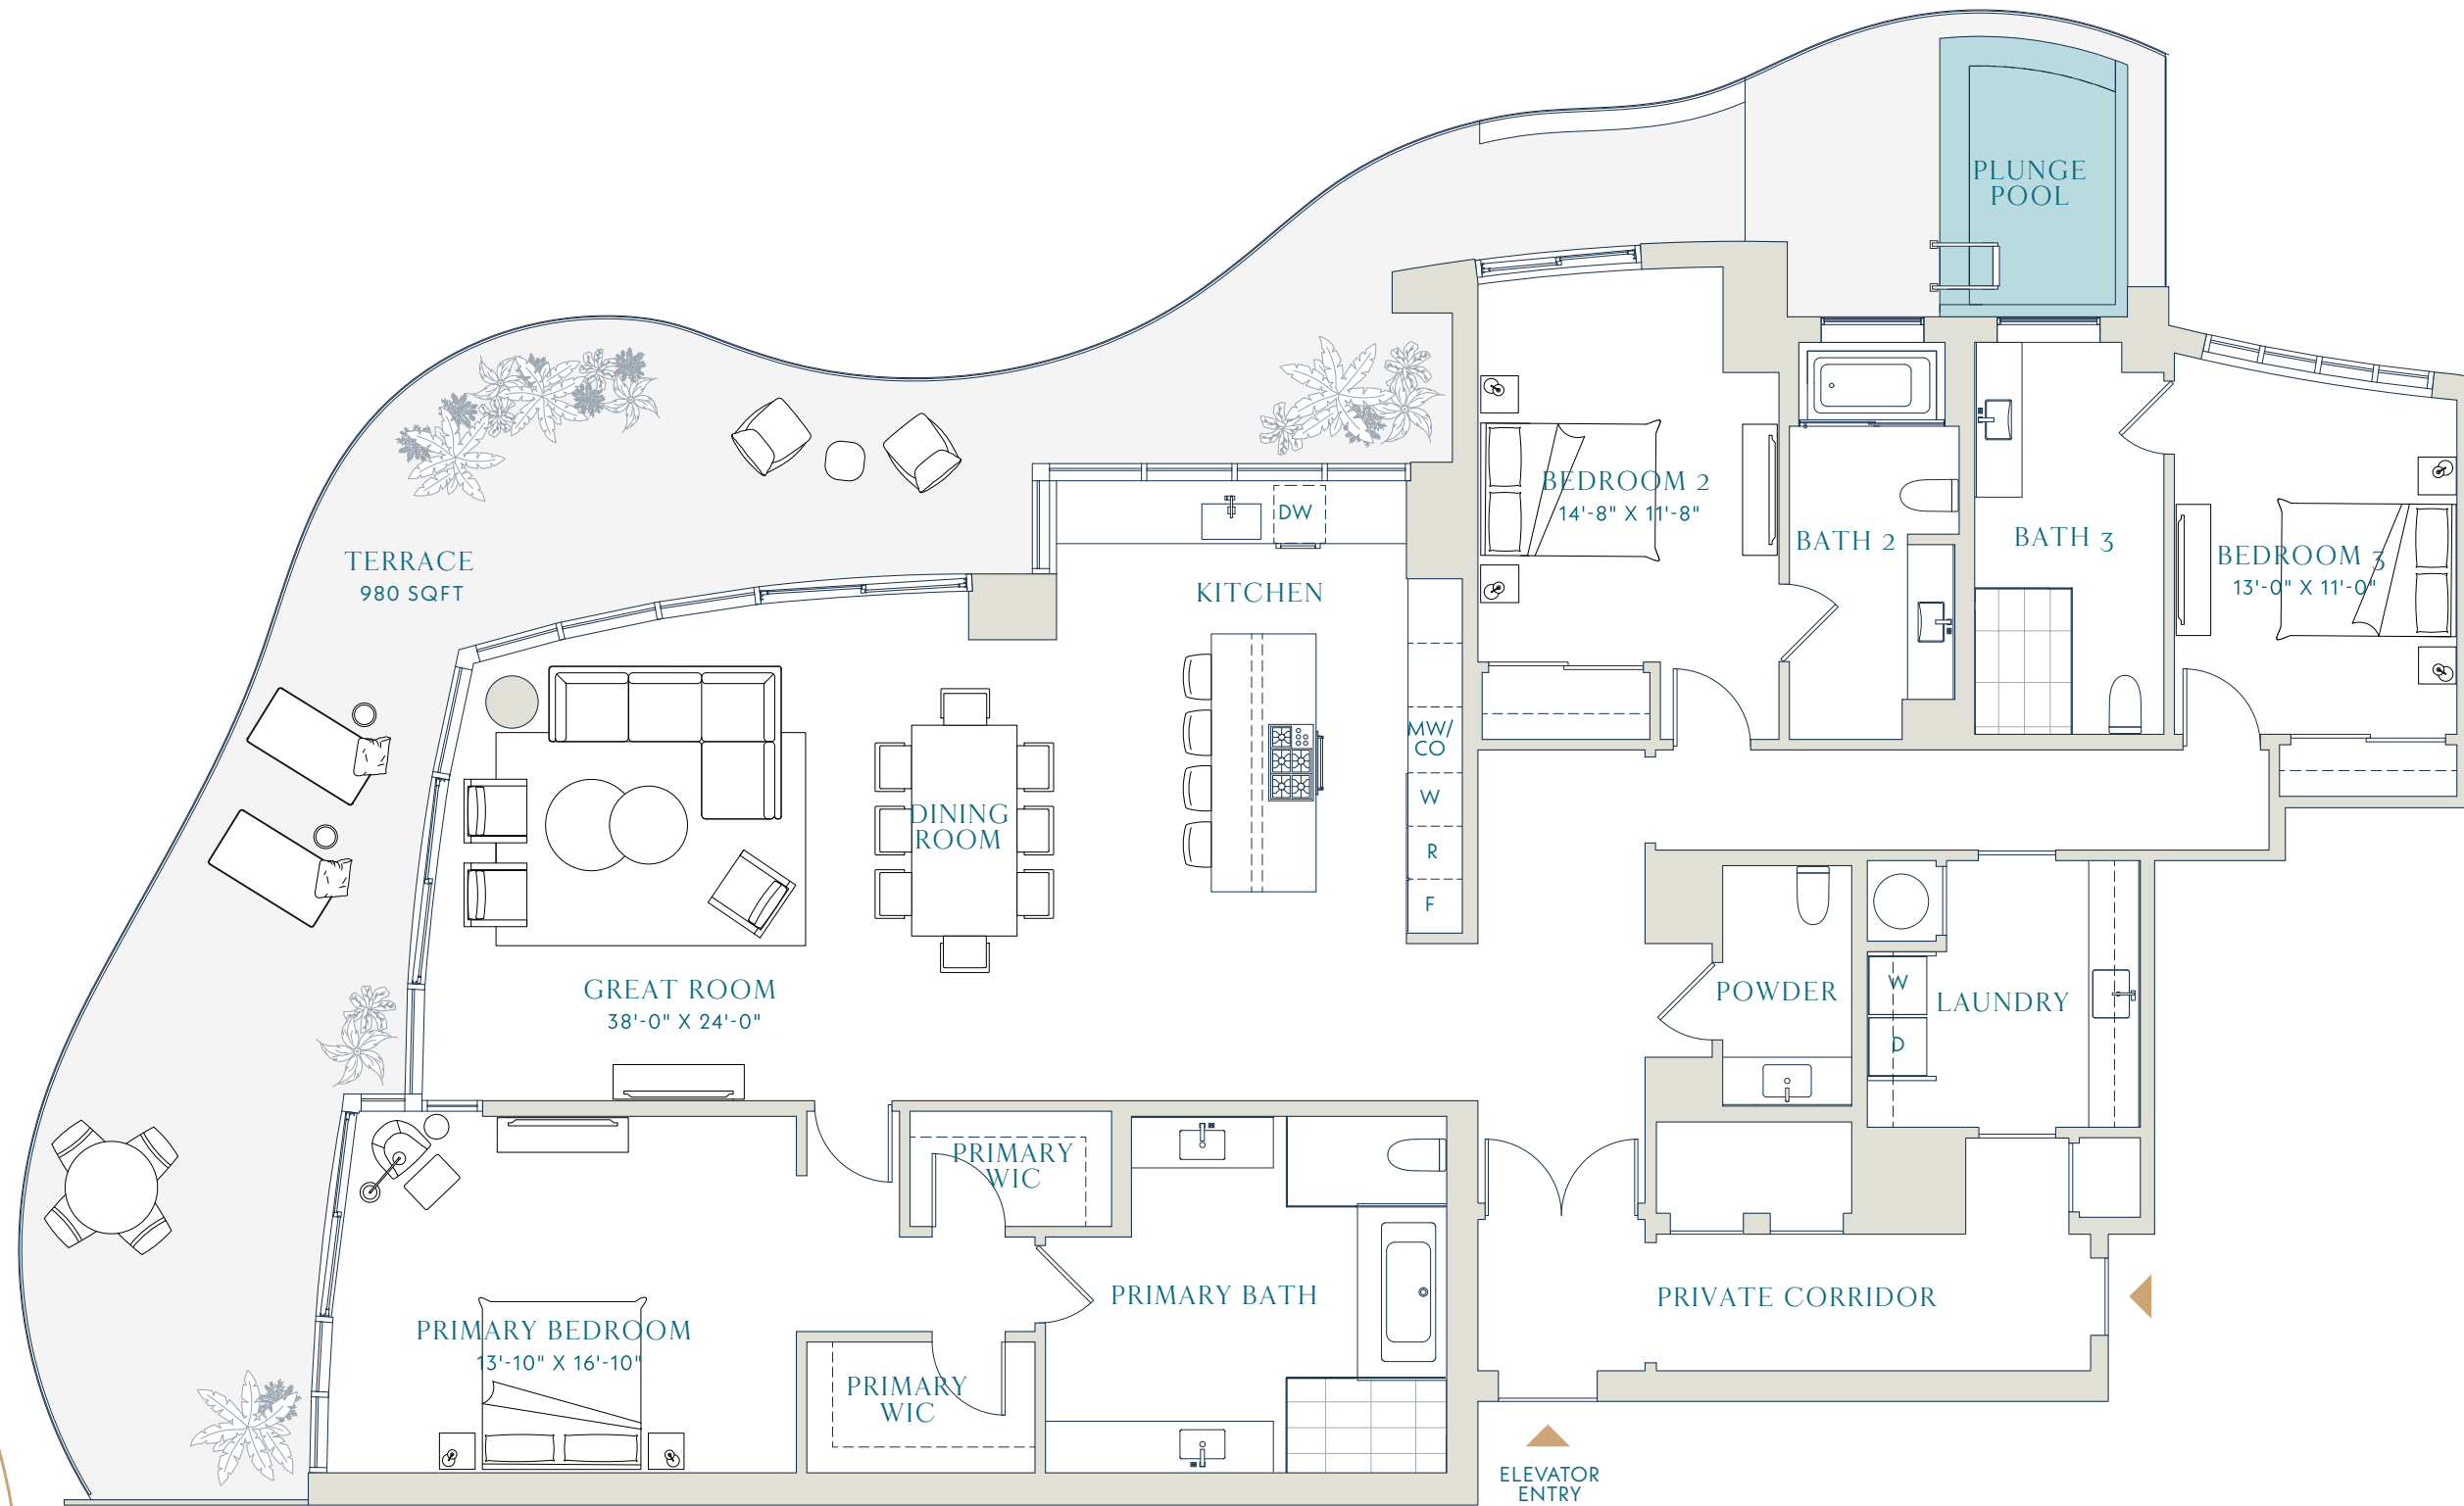 PLUNGE
POOL
BEDROOM 2
14'-8" X 11'-8"
DW
BATH 2
BATH 3
BEDROOM 3
13'-0" X 11'-0"
TERRACE
980 SQFT
KITCHEN
MW/
CO
W
R
F
DINING
ROOM
GREAT ROOM
38'-0" X 24'-0"
POWDER
W
LAUNDRY
D
PRIMARY
WIC
PRIMARY BATH
PRIVATE CORRIDOR
PRIMARY BEDROOM
13'-10" X 16'-10"
PRIMARY
WIC
ELEVATOR
ENTRY